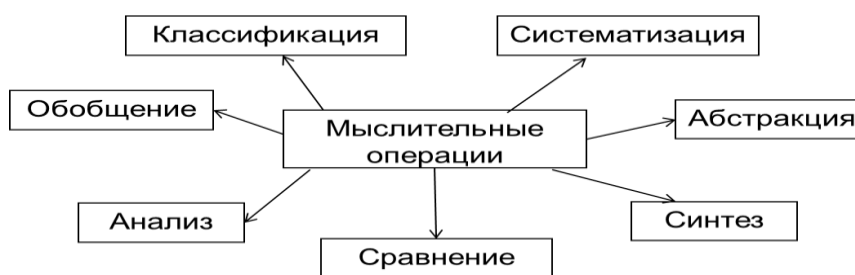 Классификация
Систематизация
Обобщение
Мыслительные
операции
Абстракция
Анализ
Синтез
Сравнение